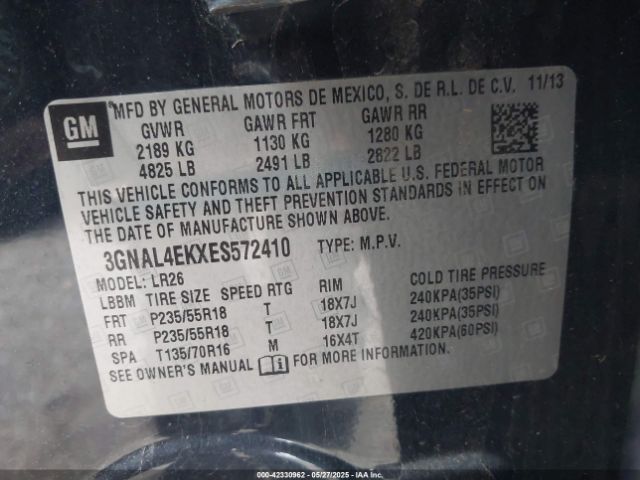 GM
MFD BY GENERAL MOTORS DE MEXICO, S. DE R.L. DE C.V. 11/13
GVWR GAWR FRT GAWR RR
2189 KG 1130 KG 1280 KG
4825 LB 2491 LB 2822 LB
THIS VEHICLE CONFORMS TO ALL APPLICABLE U.S. FEDERAL MOTOR
VEHICLE SAFETY AND THEFT PREVENTION STANDARDS IN EFFECT ON
THE DATE OF MANUFACTURE SHOWN ABOVE.
3GNAL4EKXES572410 TYPE: M.P.V.
MODEL: LR26
LBBM TIRE SIZE SPEED RTG RIM COLD TIRE PRESSURE
FRT P235/55R18 T 18X7J 240KPA(35PSI)
RR P235/55R18 T 18X7J 240KPA(35PSI)
SPA T135/70R16 M 16X4T 420KPA(60PSI)
SEE OWNER'S MANUAL FOR MORE INFORMATION.
000-42330962 - 05/27/2025 - IAA Inc.